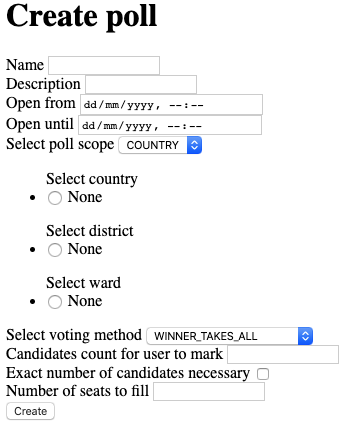 Create poll
Name
Description
Open from dd/mm/yyyy, --:--
Open until dd/mm/yyyy, --:--
Select poll scope COUNTRY
Select country
None
Select district
None
Select ward
None
Select voting method WINNER_TAKES_ALL
Candidates count for user to mark
Exact number of candidates necessary
Number of seats to fill
Create